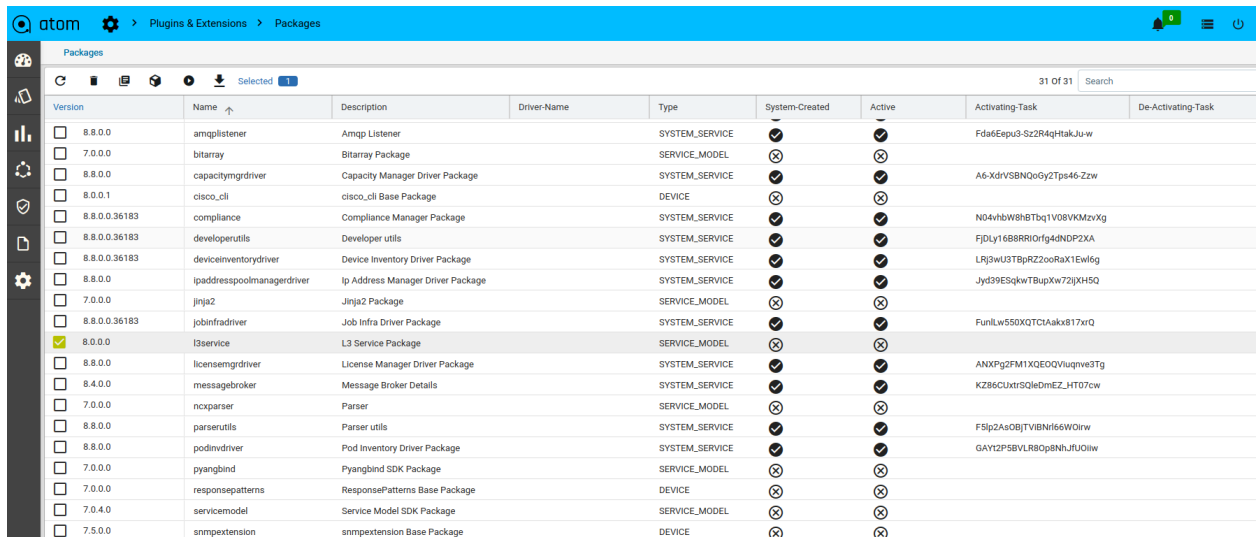 atom > Plugins & Extensions > Packages 0
Packages
Selected 1 31 Of 31 Search
Version Name Description Driver-Name Type System-Created Active Activating-Task De-Activating-Task
8.8.0.0 amqplistener Amqp Listener SYSTEM_SERVICE Fda6Eepu3-Sz2R4qHtakJu-w
7.0.0.0 bitarray Bitarray Package SERVICE_MODEL
8.8.0.0 capacitymgrdriver Capacity Manager Driver Package SYSTEM_SERVICE A6-XdrVSBNQoGy2Tps46-Zzw
8.0.0.1 cisco_cli cisco_cli Base Package DEVICE
8.8.0.0.36183 compliance Compliance Manager Package SYSTEM_SERVICE N04vhbW8hBTbq1V08VKMzvXg
8.8.0.0.36183 developerutils Developer utils SYSTEM_SERVICE FjDLy16B8RRIOrfg4dNDP2XA
8.8.0.0.36183 deviceinventorydriver Device Inventory Driver Package SYSTEM_SERVICE LRj3wU3TBpRZ2ooRaX1Ewl6g
8.8.0.0 ipaddresspoolmanagerdriver Ip Address Manager Driver Package SYSTEM_SERVICE Jyd39ESqkwTBupXw72ijXH5Q
7.0.0.0 jinja2 Jinja2 Package SERVICE_MODEL
8.8.0.0.36183 jobinfradriver Job Infra Driver Package SYSTEM_SERVICE FunlLw550XQTCtAakx817xrQ
8.0.0.0 l3service L3 Service Package SERVICE_MODEL
8.8.0.0 licensemgrdriver License Manager Driver Package SYSTEM_SERVICE ANXPg2FM1XQEOQViuqnve3Tg
8.4.0.0 messagebroker Message Broker Details SYSTEM_SERVICE KZ86CUxtrSQleDmEZ_HT07cw
7.0.0.0 ncxparser Parser SERVICE_MODEL
8.8.0.0 parserutils Parser utils SYSTEM_SERVICE F5lp2AsOBjTViBNrl66WOirw
8.8.0.0 podinvdriver Pod Inventory Driver Package SYSTEM_SERVICE GAYt2P5BVLR8Op8NhJfUOiiw
7.0.0.0 pyangbind Pyangbind SDK Package SERVICE_MODEL
7.0.0.0 responsepatterns ResponsePatterns Base Package DEVICE
7.0.4.0 servicemodel Service Model SDK Package SERVICE_MODEL
7.5.0.0 snmpextension snmpextension Base Package DEVICE